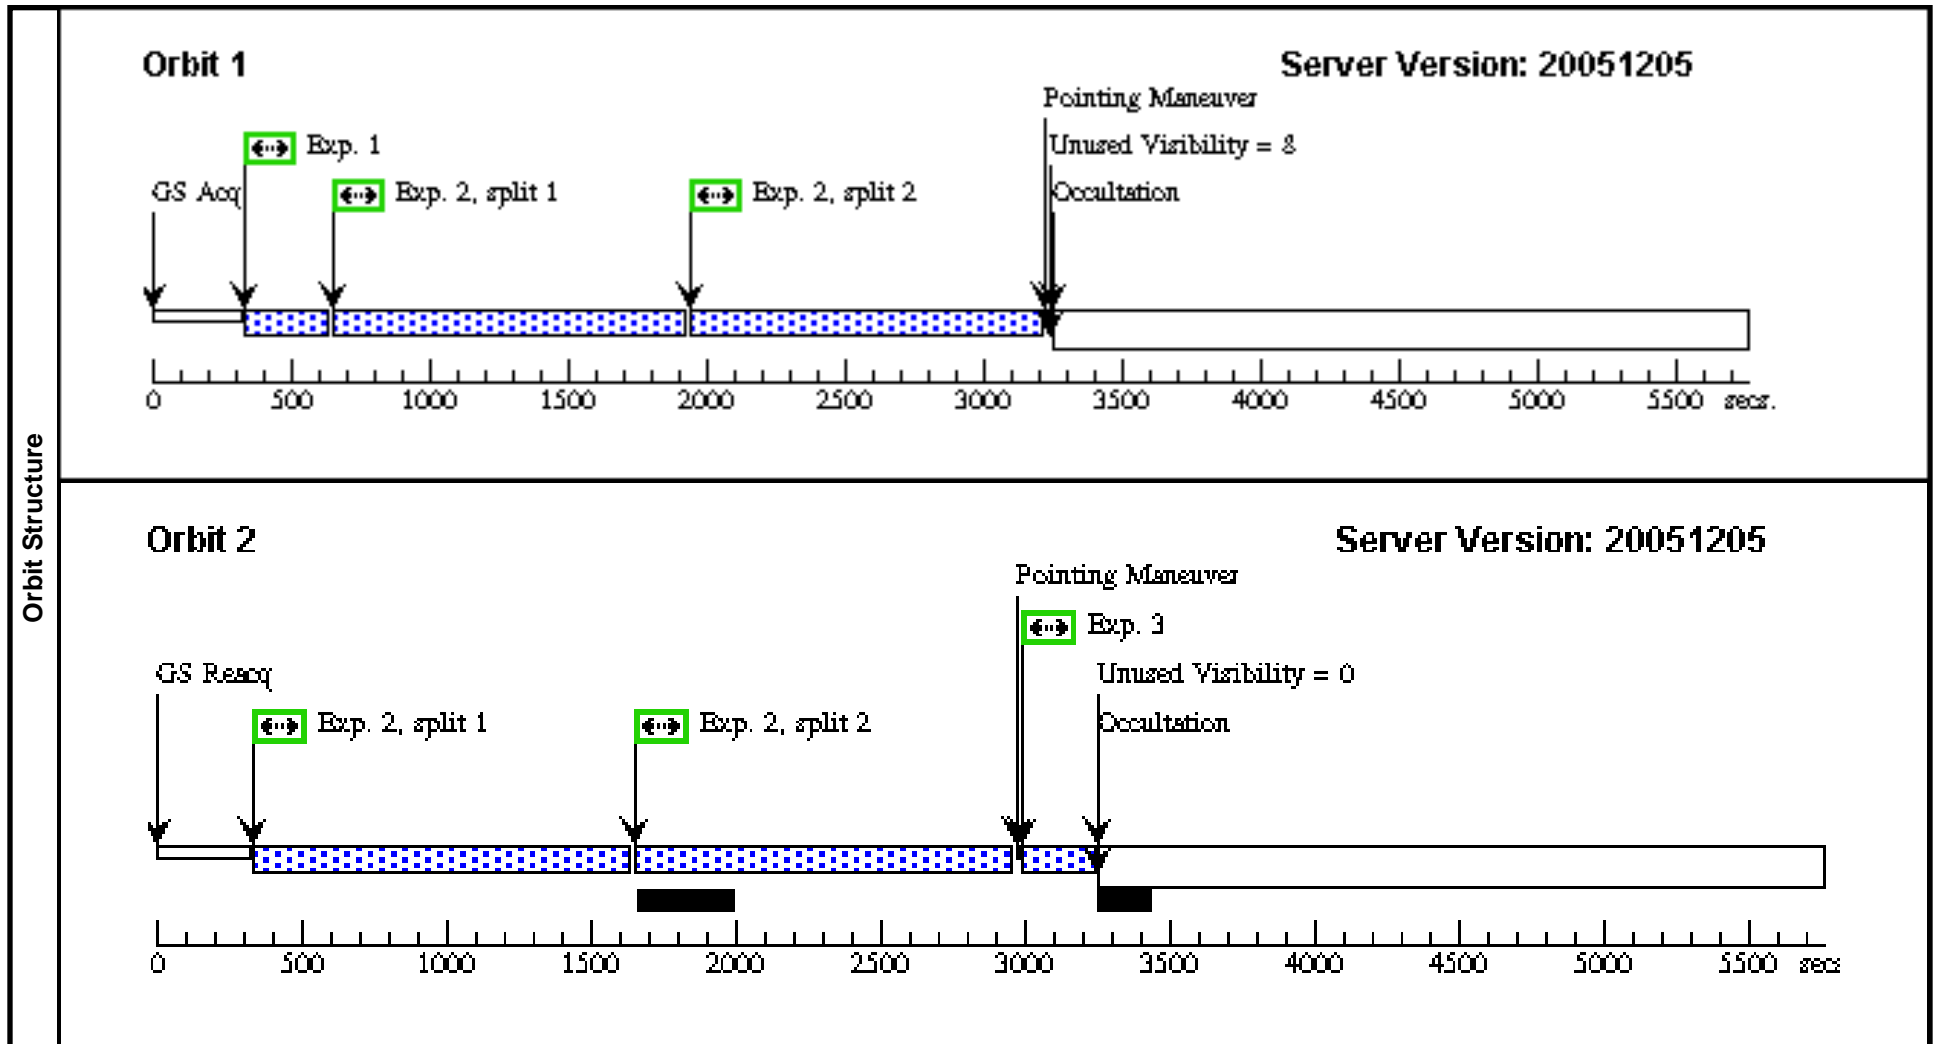 Orbit Structure
Orbit 1
Server Version: 20051205
Pointing Maneuver
Exp. 1
Unused Visibility = 8
GS Acq
Exp. 2, split 1
Exp. 2, split 2
Occultation
0 500 1000 1500 2000 2500 3000 3500 4000 4500 5000 5500 secs.
Orbit 2
Server Version: 20051205
Pointing Maneuver
Exp. 3
GS Reacq
Unused Visibility = 0
Exp. 2, split 1
Exp. 2, split 2
Occultation
0 500 1000 1500 2000 2500 3000 3500 4000 4500 5000 5500 secs